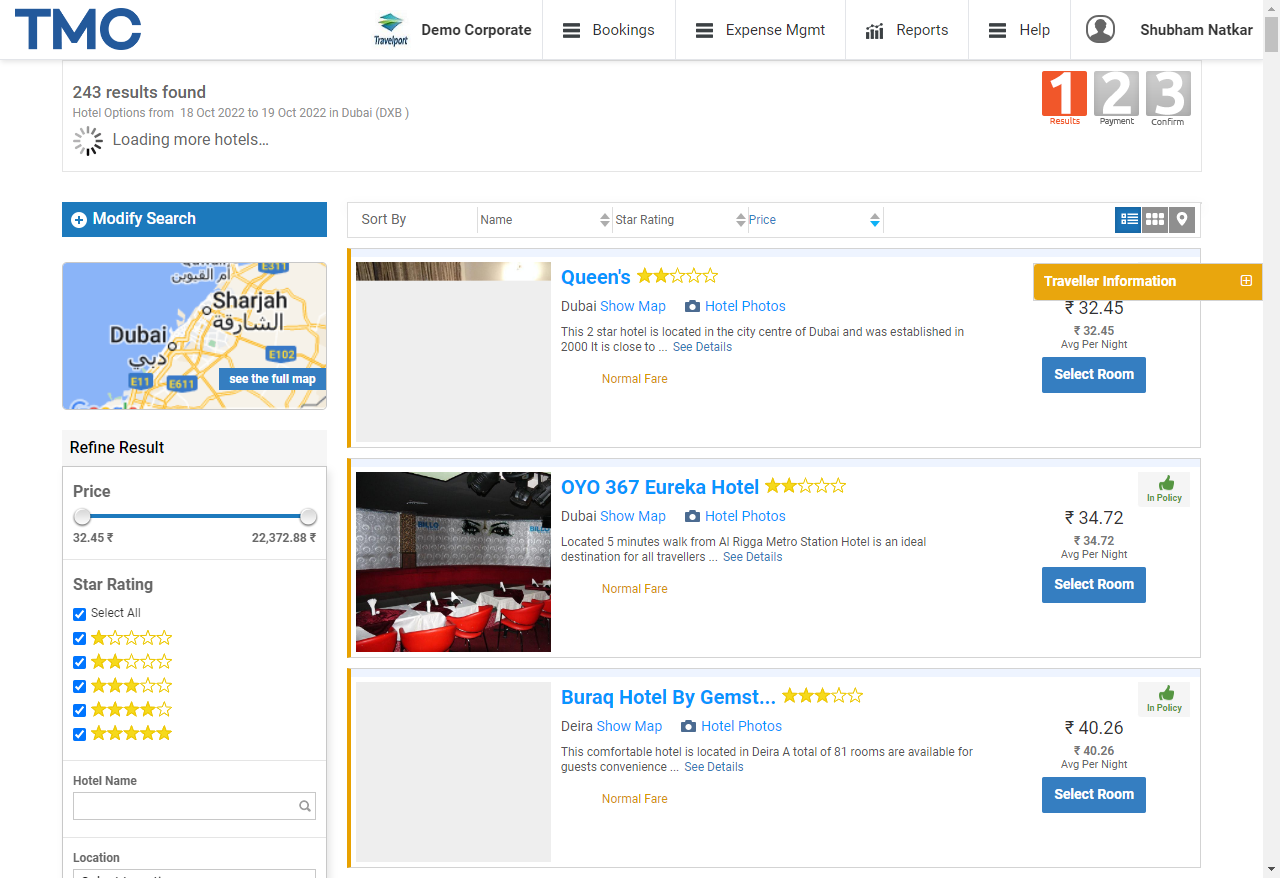 TMC
Travelport
Demo Corporate
Bookings
Expense Mgmt
Reports
Help
Shubham Natkar
243 results found
Hotel Options from 18 Oct 2022 to 19 Oct 2022 in Dubai (DXB )
Loading more hotels...
1 2 3
Results Payment Confirm
Modify Search
Sort By Name Star Rating Price
E311
أم القيوين
Sharjah
الشارقة
Dubai
دبي
E102
E11 E611
see the full map
Google
Refine Result
Price
32.45 ₹ 22,372.88 ₹
Star Rating
Select All
Hotel Name
Location
Queen's
Dubai Show Map Hotel Photos
This 2 star hotel is located in the city centre of Dubai and was established in
2000 It is close to ... See Details
Normal Fare
Traveller Information
₹ 32.45
₹ 32.45
Avg Per Night
Select Room
OYO 367 Eureka Hotel
Dubai Show Map Hotel Photos
Located 5 minutes walk from Al Rigga Metro Station Hotel is an ideal
destination for all travellers ... See Details
Normal Fare
In Policy
₹ 34.72
₹ 34.72
Avg Per Night
Select Room
Buraq Hotel By Gemst...
Deira Show Map Hotel Photos
This comfortable hotel is located in Deira A total of 81 rooms are available for
guests convenience ... See Details
Normal Fare
In Policy
₹ 40.26
₹ 40.26
Avg Per Night
Select Room